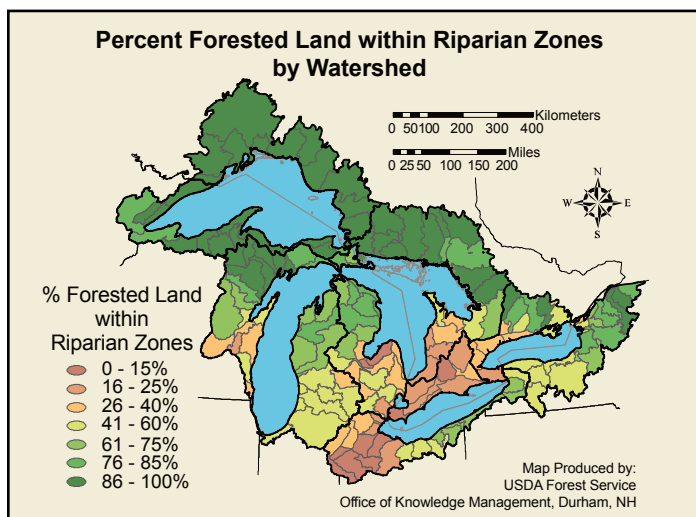 Percent Forested Land within Riparian Zones
by Watershed
Kilometers
0 50100 200 300 400
Miles
0 25 50 100 150 200
N
W E
S
% Forested Land
within
Riparian Zones
0 - 15%
16 - 25%
26 - 40%
41 - 60%
61 - 75%
76 - 85%
86 - 100%
Map Produced by:
USDA Forest Service
Office of Knowledge Management, Durham, NH